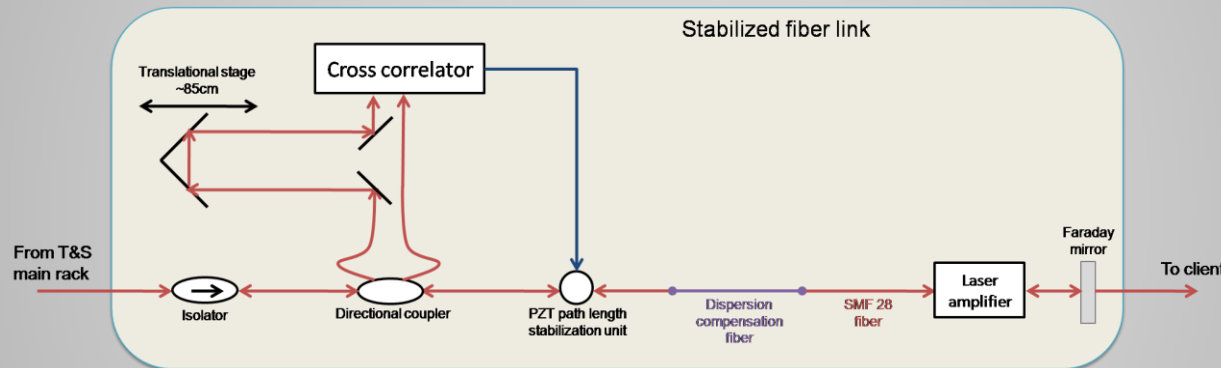 Stabilized fiber link
Translational stage
~85cm
Cross correlator
From T&S
main rack
Isolator
Directional coupler
PZT path length
stabilization unit
Dispersion
compensation
fiber
SMF 28
fiber
Laser
amplifier
Faraday
mirror
To client